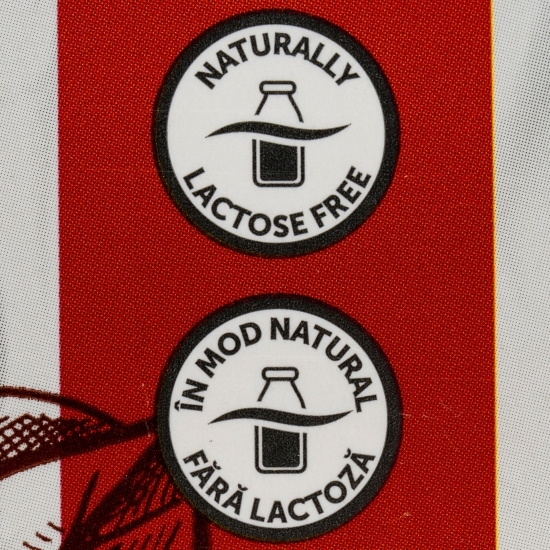 NATURALLY
LACTOSE FREE
ÎN MOD NATURAL
FĂRĂ LACTOZĂ